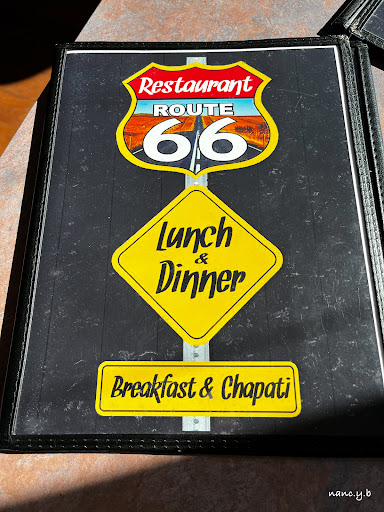 Restaurant
ROUTE
66
Lunch
&
Dinner
Breakfast & Chapati
nanc.y.b